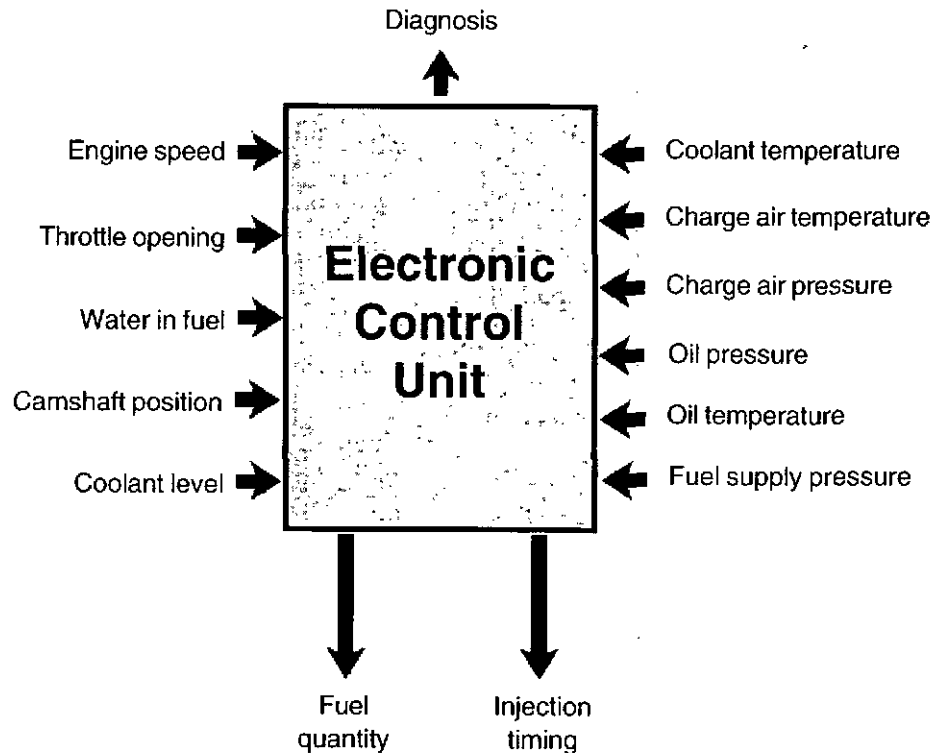 Diagnosis
Engine speed
Throttle opening
Water in fuel
Camshaft position
Coolant level
Electronic
Control
Unit
Coolant temperature
Charge air temperature
Charge air pressure
Oil pressure
Oil temperature
Fuel supply pressure
Fuel
quantity
Injection
timing